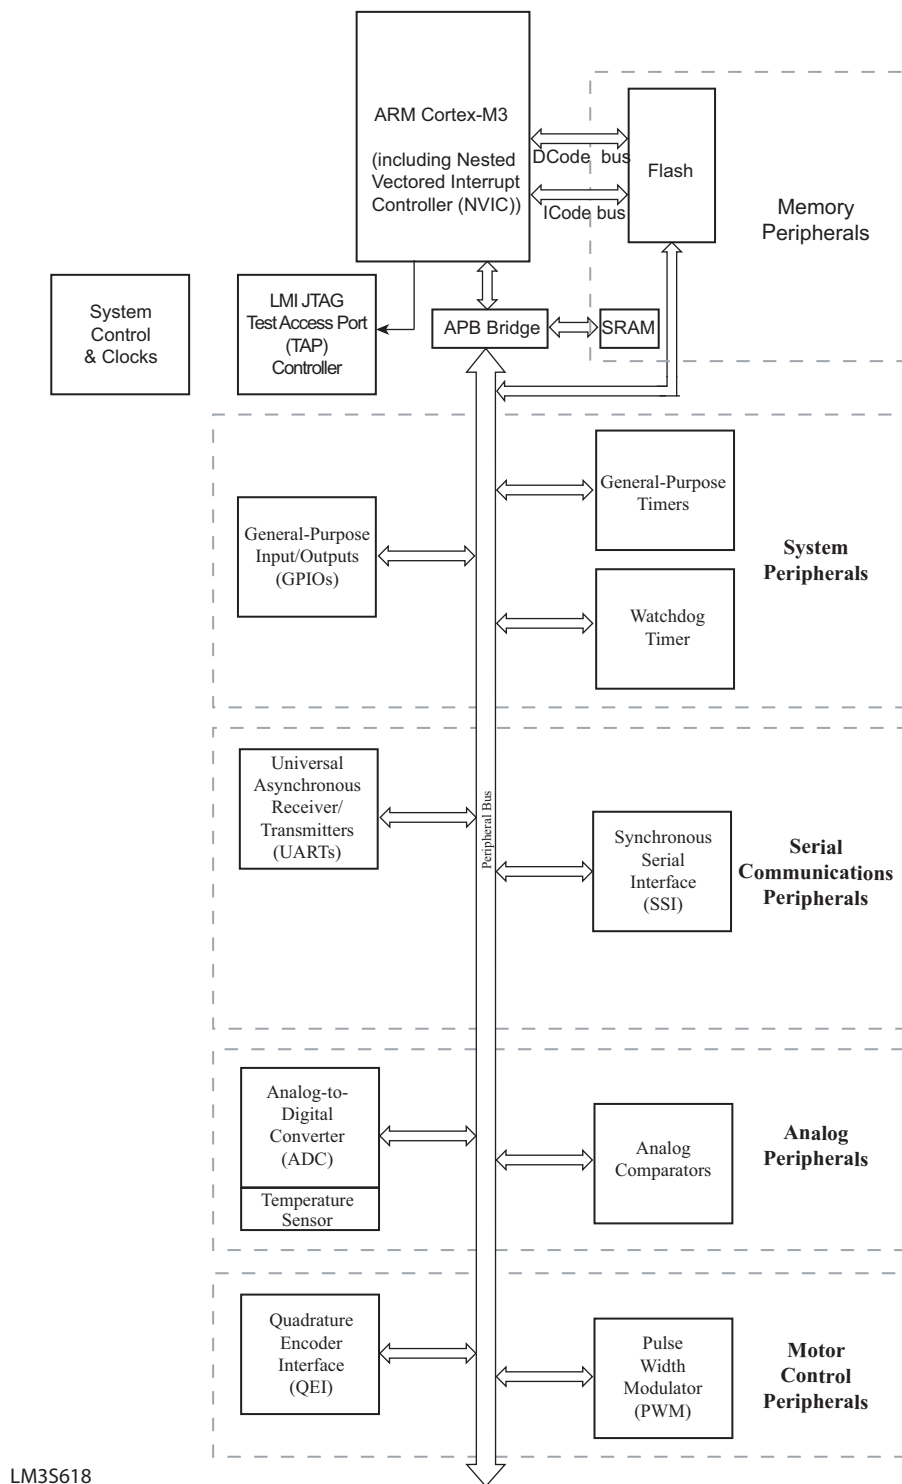 ARM Cortex-M3
(including Nested
Vectored Interrupt
Controller (NVIC))
DCode bus
ICode bus
Flash
Memory
Peripherals
System
Control
& Clocks
LMI JTAG
Test Access Port
(TAP)
Controller
APB Bridge
SRAM
General-Purpose
Input/Outputs
(GPIOs)
General-Purpose
Timers
Watchdog
Timer
System
Peripherals
Universal
Asynchronous
Receiver/
Transmitters
(UARTs)
Peripheral Bus
Synchronous
Serial
Interface
(SSI)
Serial
Communications
Peripherals
Analog-to-
Digital
Converter
(ADC)
Temperature
Sensor
Analog
Comparators
Analog
Peripherals
Quadrature
Encoder
Interface
(QEI)
Pulse
Width
Modulator
(PWM)
Motor
Control
Peripherals
LM3S618